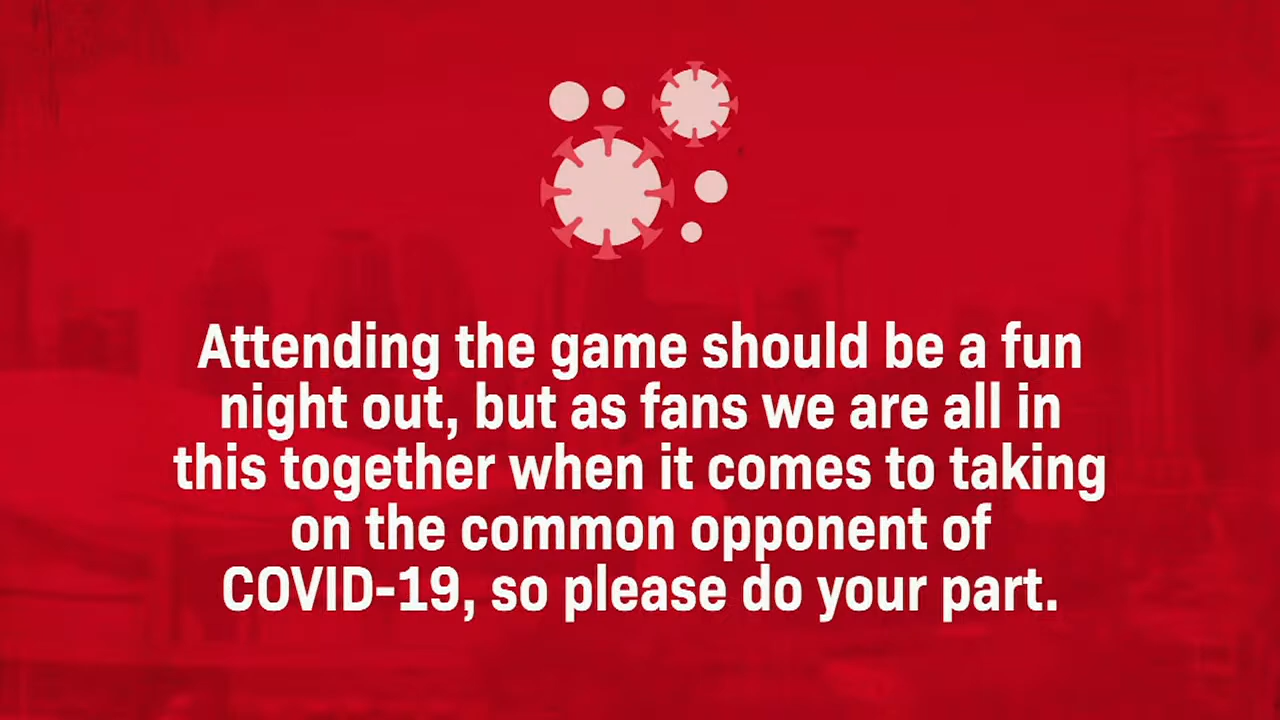 Attending the game should be a fun
night out, but as fans we are all in
this together when it comes to taking
on the common opponent of
COVID-19, so please do your part.